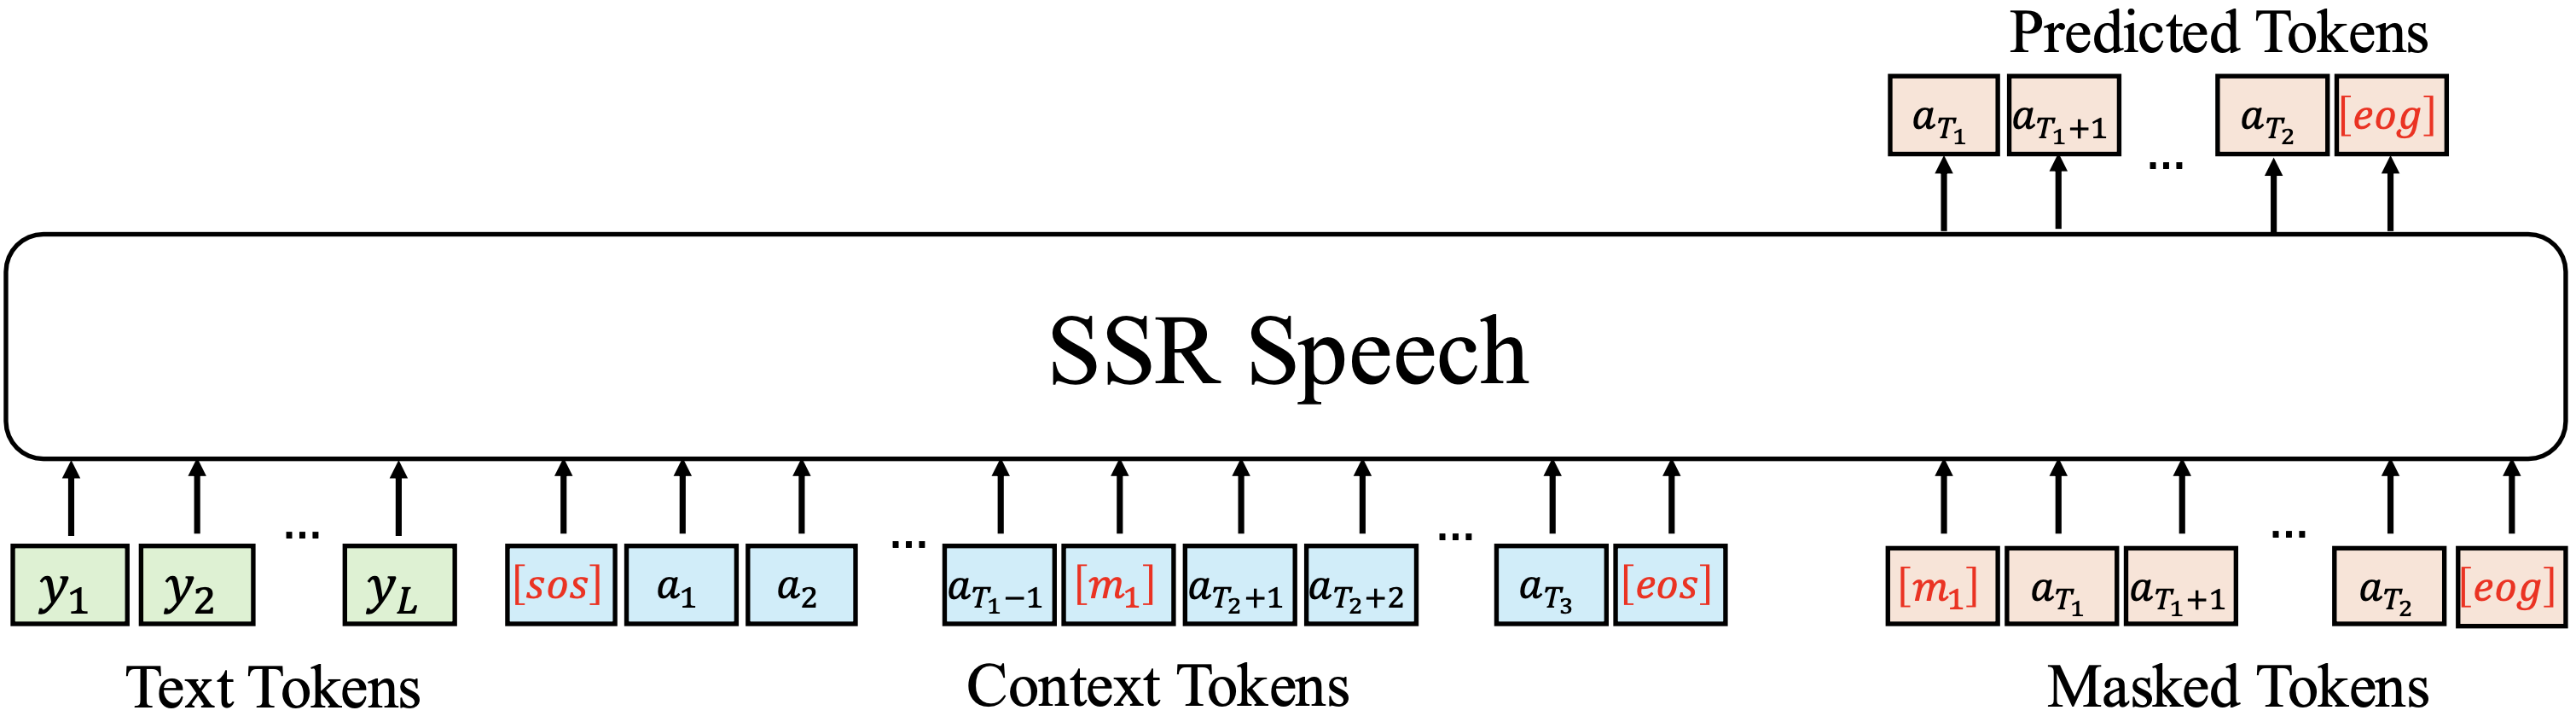 Predicted Tokens
a_{T_1} a_{T_1+1} ... a_{T_2} [eog]
SSR Speech
y_1 y_2 ... y_L [sos] a_1 a_2 ... a_{T_1-1} [m_1] a_{T_2+1} a_{T_2+2} ... a_{T_3} [eos] [m_1] a_{T_1} a_{T_1+1} ... a_{T_2} [eog]
Text Tokens Context Tokens Masked Tokens